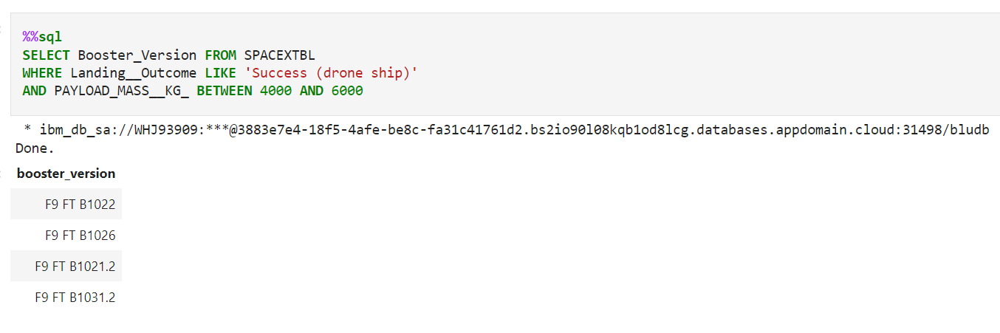 %%sql
SELECT Booster_Version FROM SPACEXTBL
WHERE Landing__Outcome LIKE 'Success (drone ship)'
AND PAYLOAD_MASS__KG_ BETWEEN 4000 AND 6000
* ibm_db_sa://WHJ93909:***@3883e7e4-18f5-4afe-be8c-fa31c41761d2.bs2io90l08kqb1od8lcg.databases.appdomain.cloud:31498/bludb
Done.
booster_version
F9 FT B1022
F9 FT B1026
F9 FT B1021.2
F9 FT B1031.2